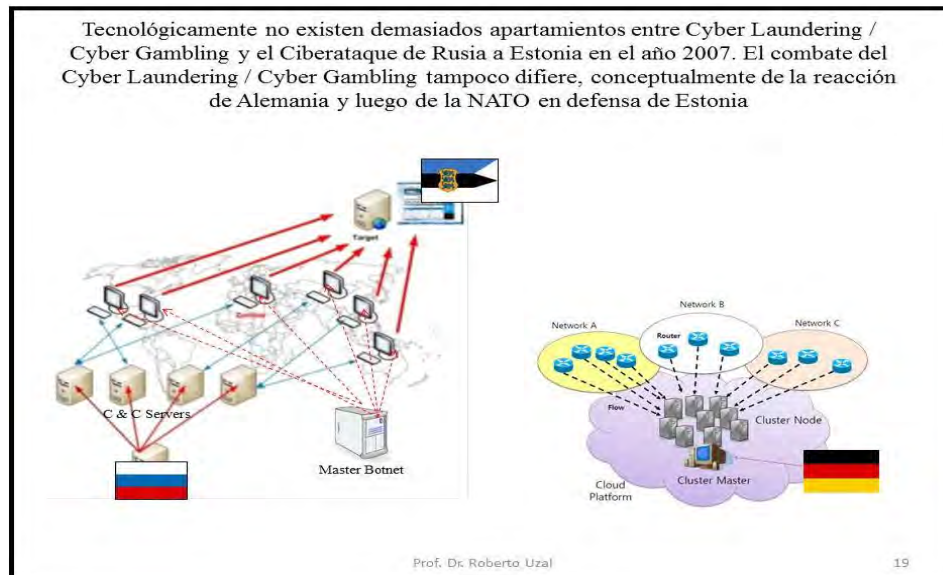 Tecnológicamente no existen demasiados apartamientos entre Cyber Laundering /
Cyber Gambling y el Ciberataque de Rusia a Estonia en el año 2007. El combate del
Cyber Laundering / Cyber Gambling tampoco difiere, conceptualmente de la reacción
de Alemania y luego de la NATO en defensa de Estonia
Target
Zombies
C & C Servers
Master Botnet
Network B
Network A
Network C
Router
Flow
Cluster Node
Cluster Master
Cloud
Platform
Prof. Dr. Roberto Uzal
19